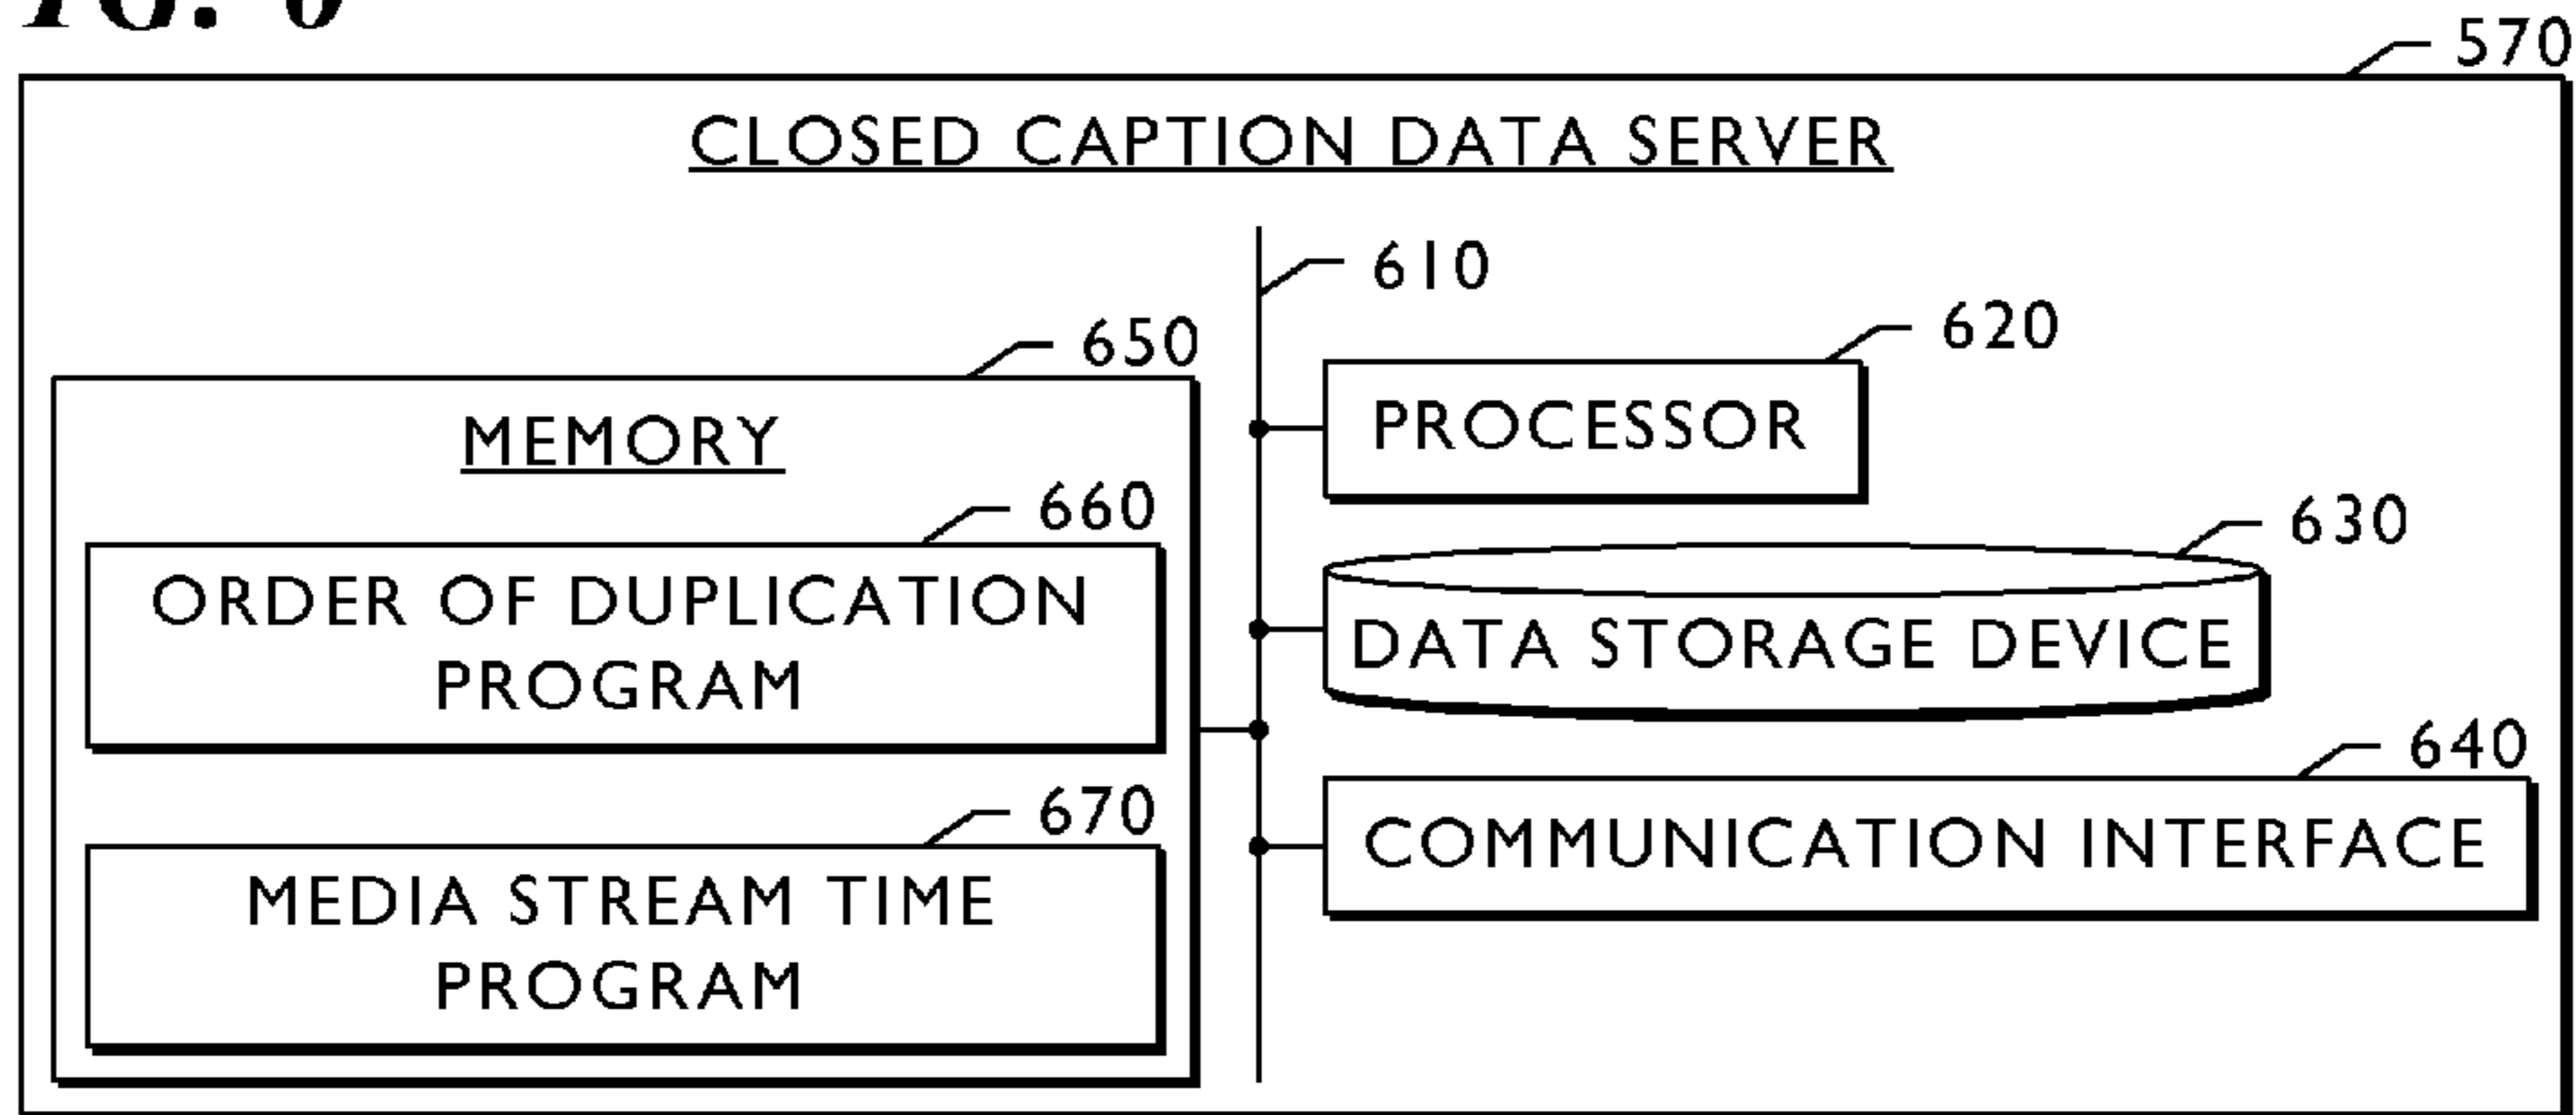 570
CLOSED CAPTION DATA SERVER
610
620
650
PROCESSOR
MEMORY
660
630
ORDER OF DUPLICATION
PROGRAM
DATA STORAGE DEVICE
640
670
COMMUNICATION INTERFACE
MEDIA STREAM TIME
PROGRAM